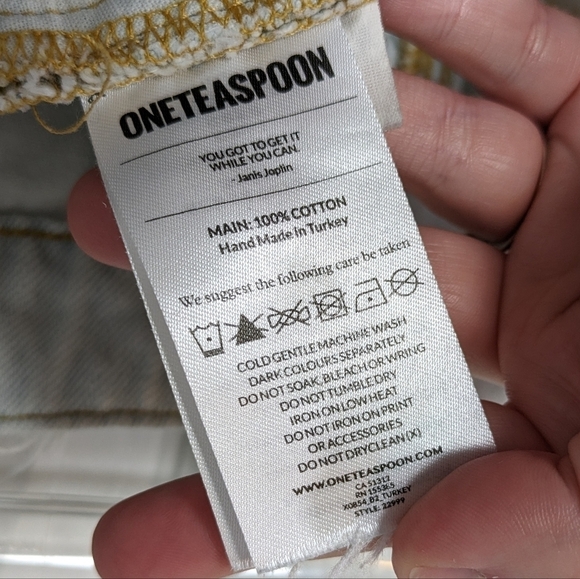 ONETEASPOON
YOU GOT TO GET IT
WHILE YOU CAN.
- Janis Joplin
MAIN: 100% COTTON
Hand Made In Turkey
We suggest the following care be taken
COLD GENTLE MACHINE WASH
DARK COLOURS SEPARATELY
DO NOT SOAK, BLEACH OR WRING
DO NOT TUMBLE DRY
IRON ON LOW HEAT
DO NOT IRON ON PRINT
OR ACCESSORIES
DO NOT DRYCLEAN (X)
WWW.ONETEASPOON.COM
CA 51312
RN 155365
X0854_B2_TURKEY
STYLE: 22999